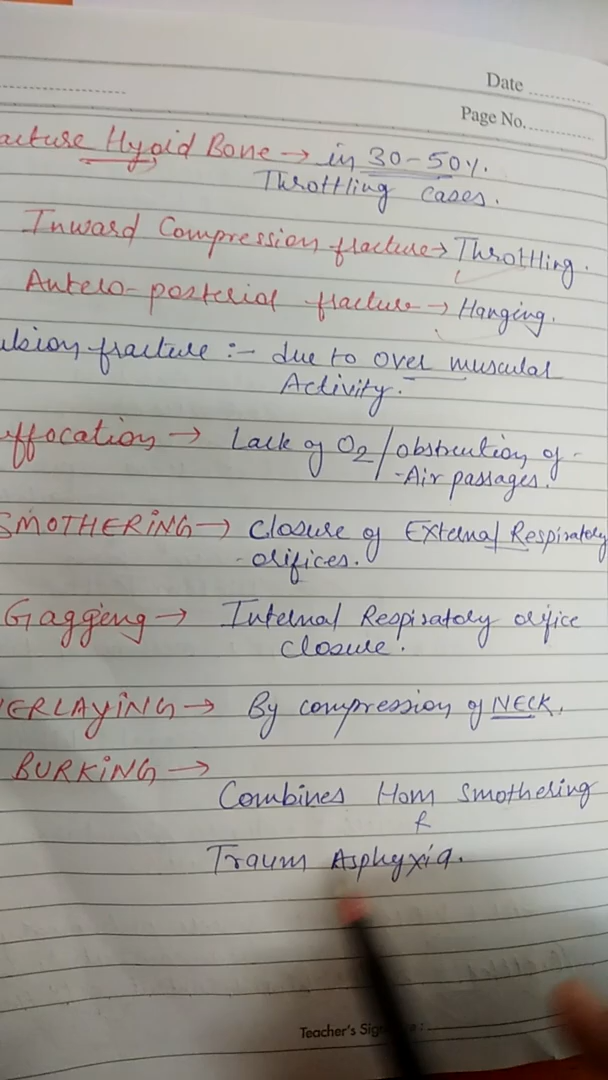 Date
Page No.
acture Hyoid Bone → in 30-50%.
Throttling Cases.
Inward Compression fracture → Throttling.
Antero-posterior fracture → Hanging.
ulsion fracture :- due to over muscular
Activity.
uffocation → Lack of O2/obstruction of
Air passages.
SMOTHERING → Closure of External Respiratory
orifices.
Gagging → Internal Respiratory orifice
closure.
ERLAYING → By compression of NECK.
BURKING →
Combines Hom smothering
&
Traum Asphyxia.
Teacher's Sig